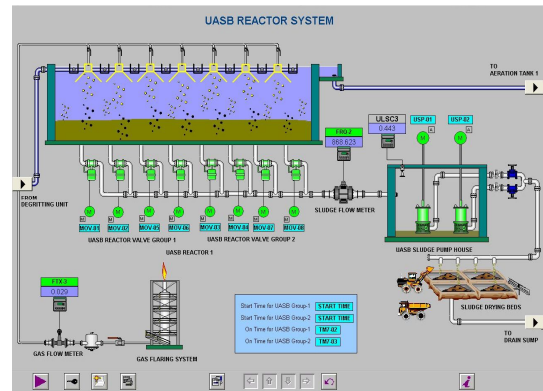 UASB REACTOR SYSTEM
TO
AERATION TANK 1
ULSC3
0.443
USP-01
USP-02
A
A
M
M
FRQ.2
868.623
FROM
DEGRITTING UNIT
M M M M M M M M
MOV-01 MOV-02 MOV-05 MOV-06 MOV-03 MOV-04 MOV-07 MOV-08
SLUDGE FLOW METER
UASB REACTOR VALVE GROUP 1
UASB REACTOR VALVE GROUP 2
UASB REACTOR 1
UASB SLUDGE PUMP HOUSE
FTX-3
0.029
SLUDGE DRYING BEDS
Start Time for UASB Group-1 START TIME
Start Time for UASB Group-2 START TIME
On Time for UASB Group-1 TM7-02
On Time for UASB Group-2 TM7-03
TO
DRAIN SUMP
GAS FLOW METER
GAS FLARING SYSTEM